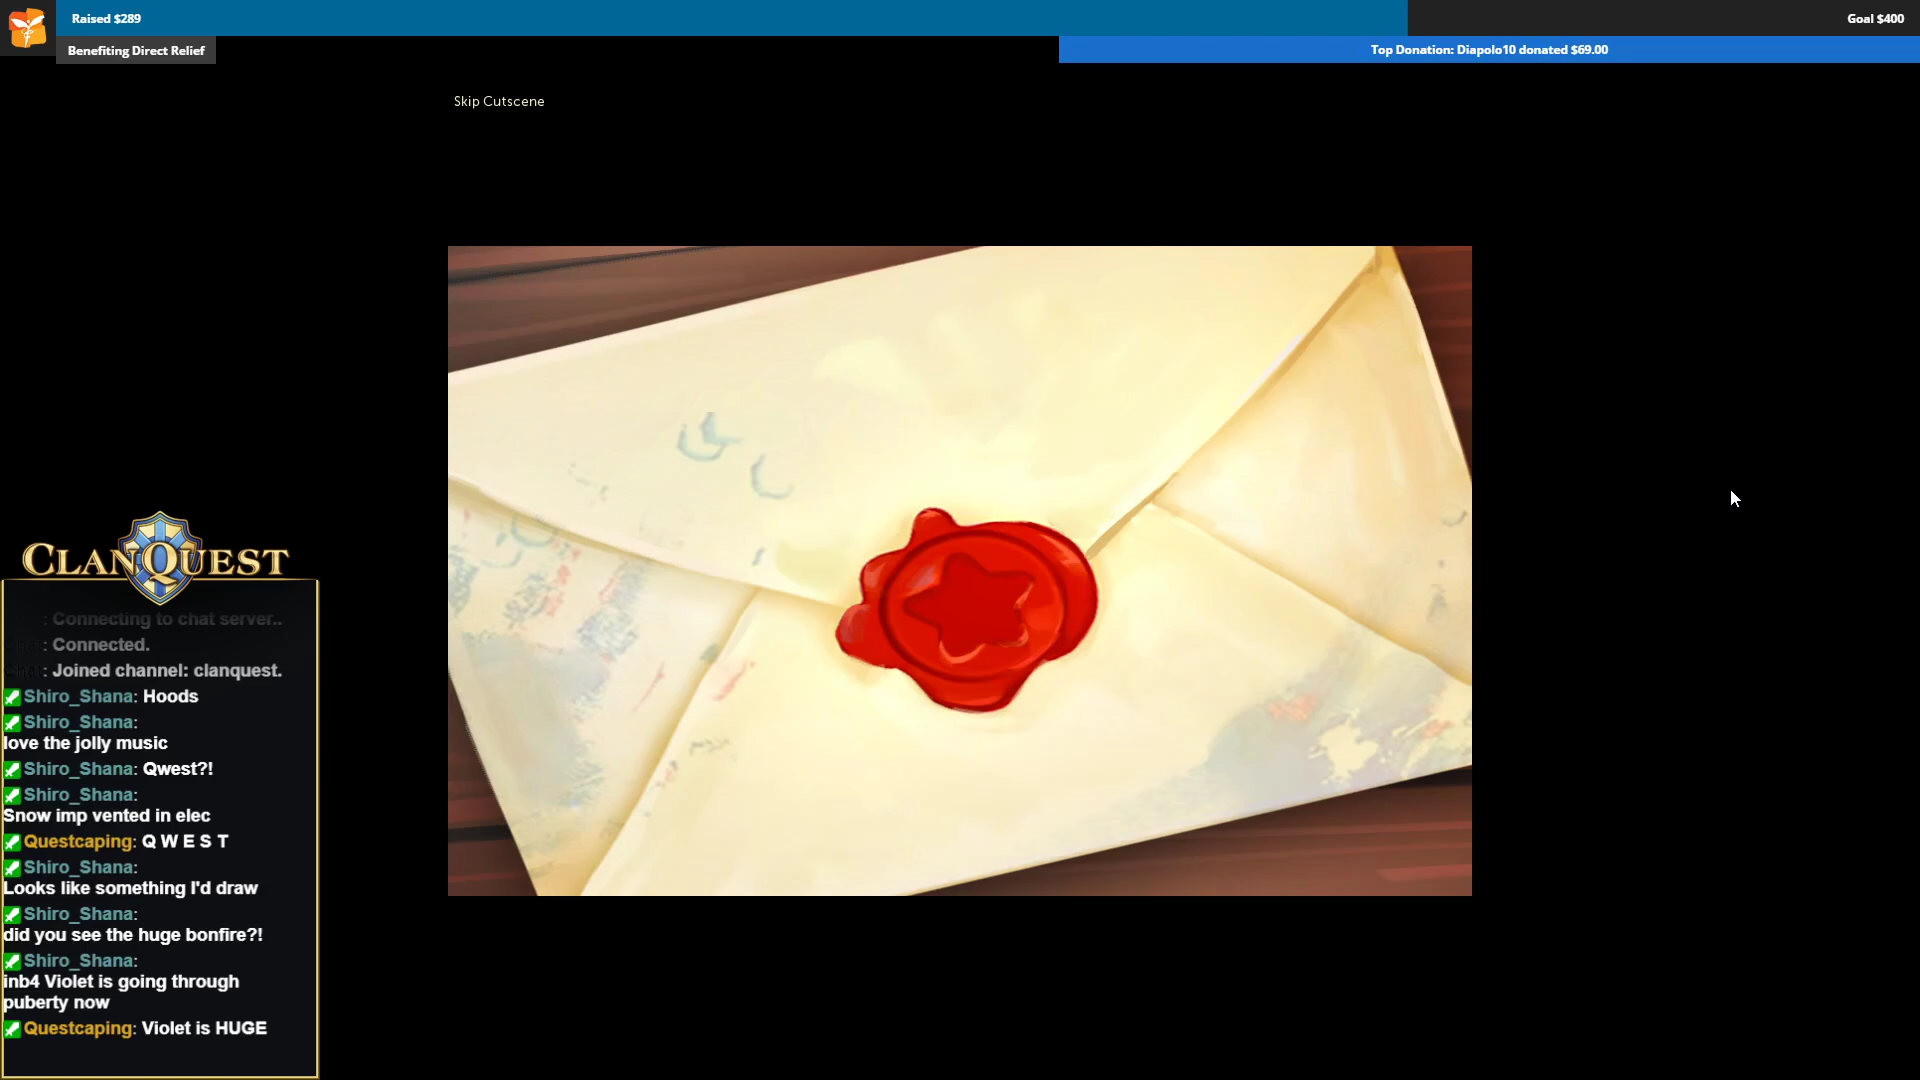 Raised $289
Goal $400
Benefiting Direct Relief
Top Donation: Diapolo10 donated $69.00
Skip Cutscene
CLANQUEST
: Connecting to chat server..
: Connected.
Chat: Joined channel: clanquest.
Shiro_Shana: Hoods
Shiro_Shana:
love the jolly music
Shiro_Shana: Qwest?!
Shiro_Shana:
Snow imp vented in elec
Questcaping: Q W E S T
Shiro_Shana:
Looks like something I'd draw
Shiro_Shana:
did you see the huge bonfire?!
Shiro_Shana:
inb4 Violet is going through
puberty now
Questcaping: Violet is HUGE